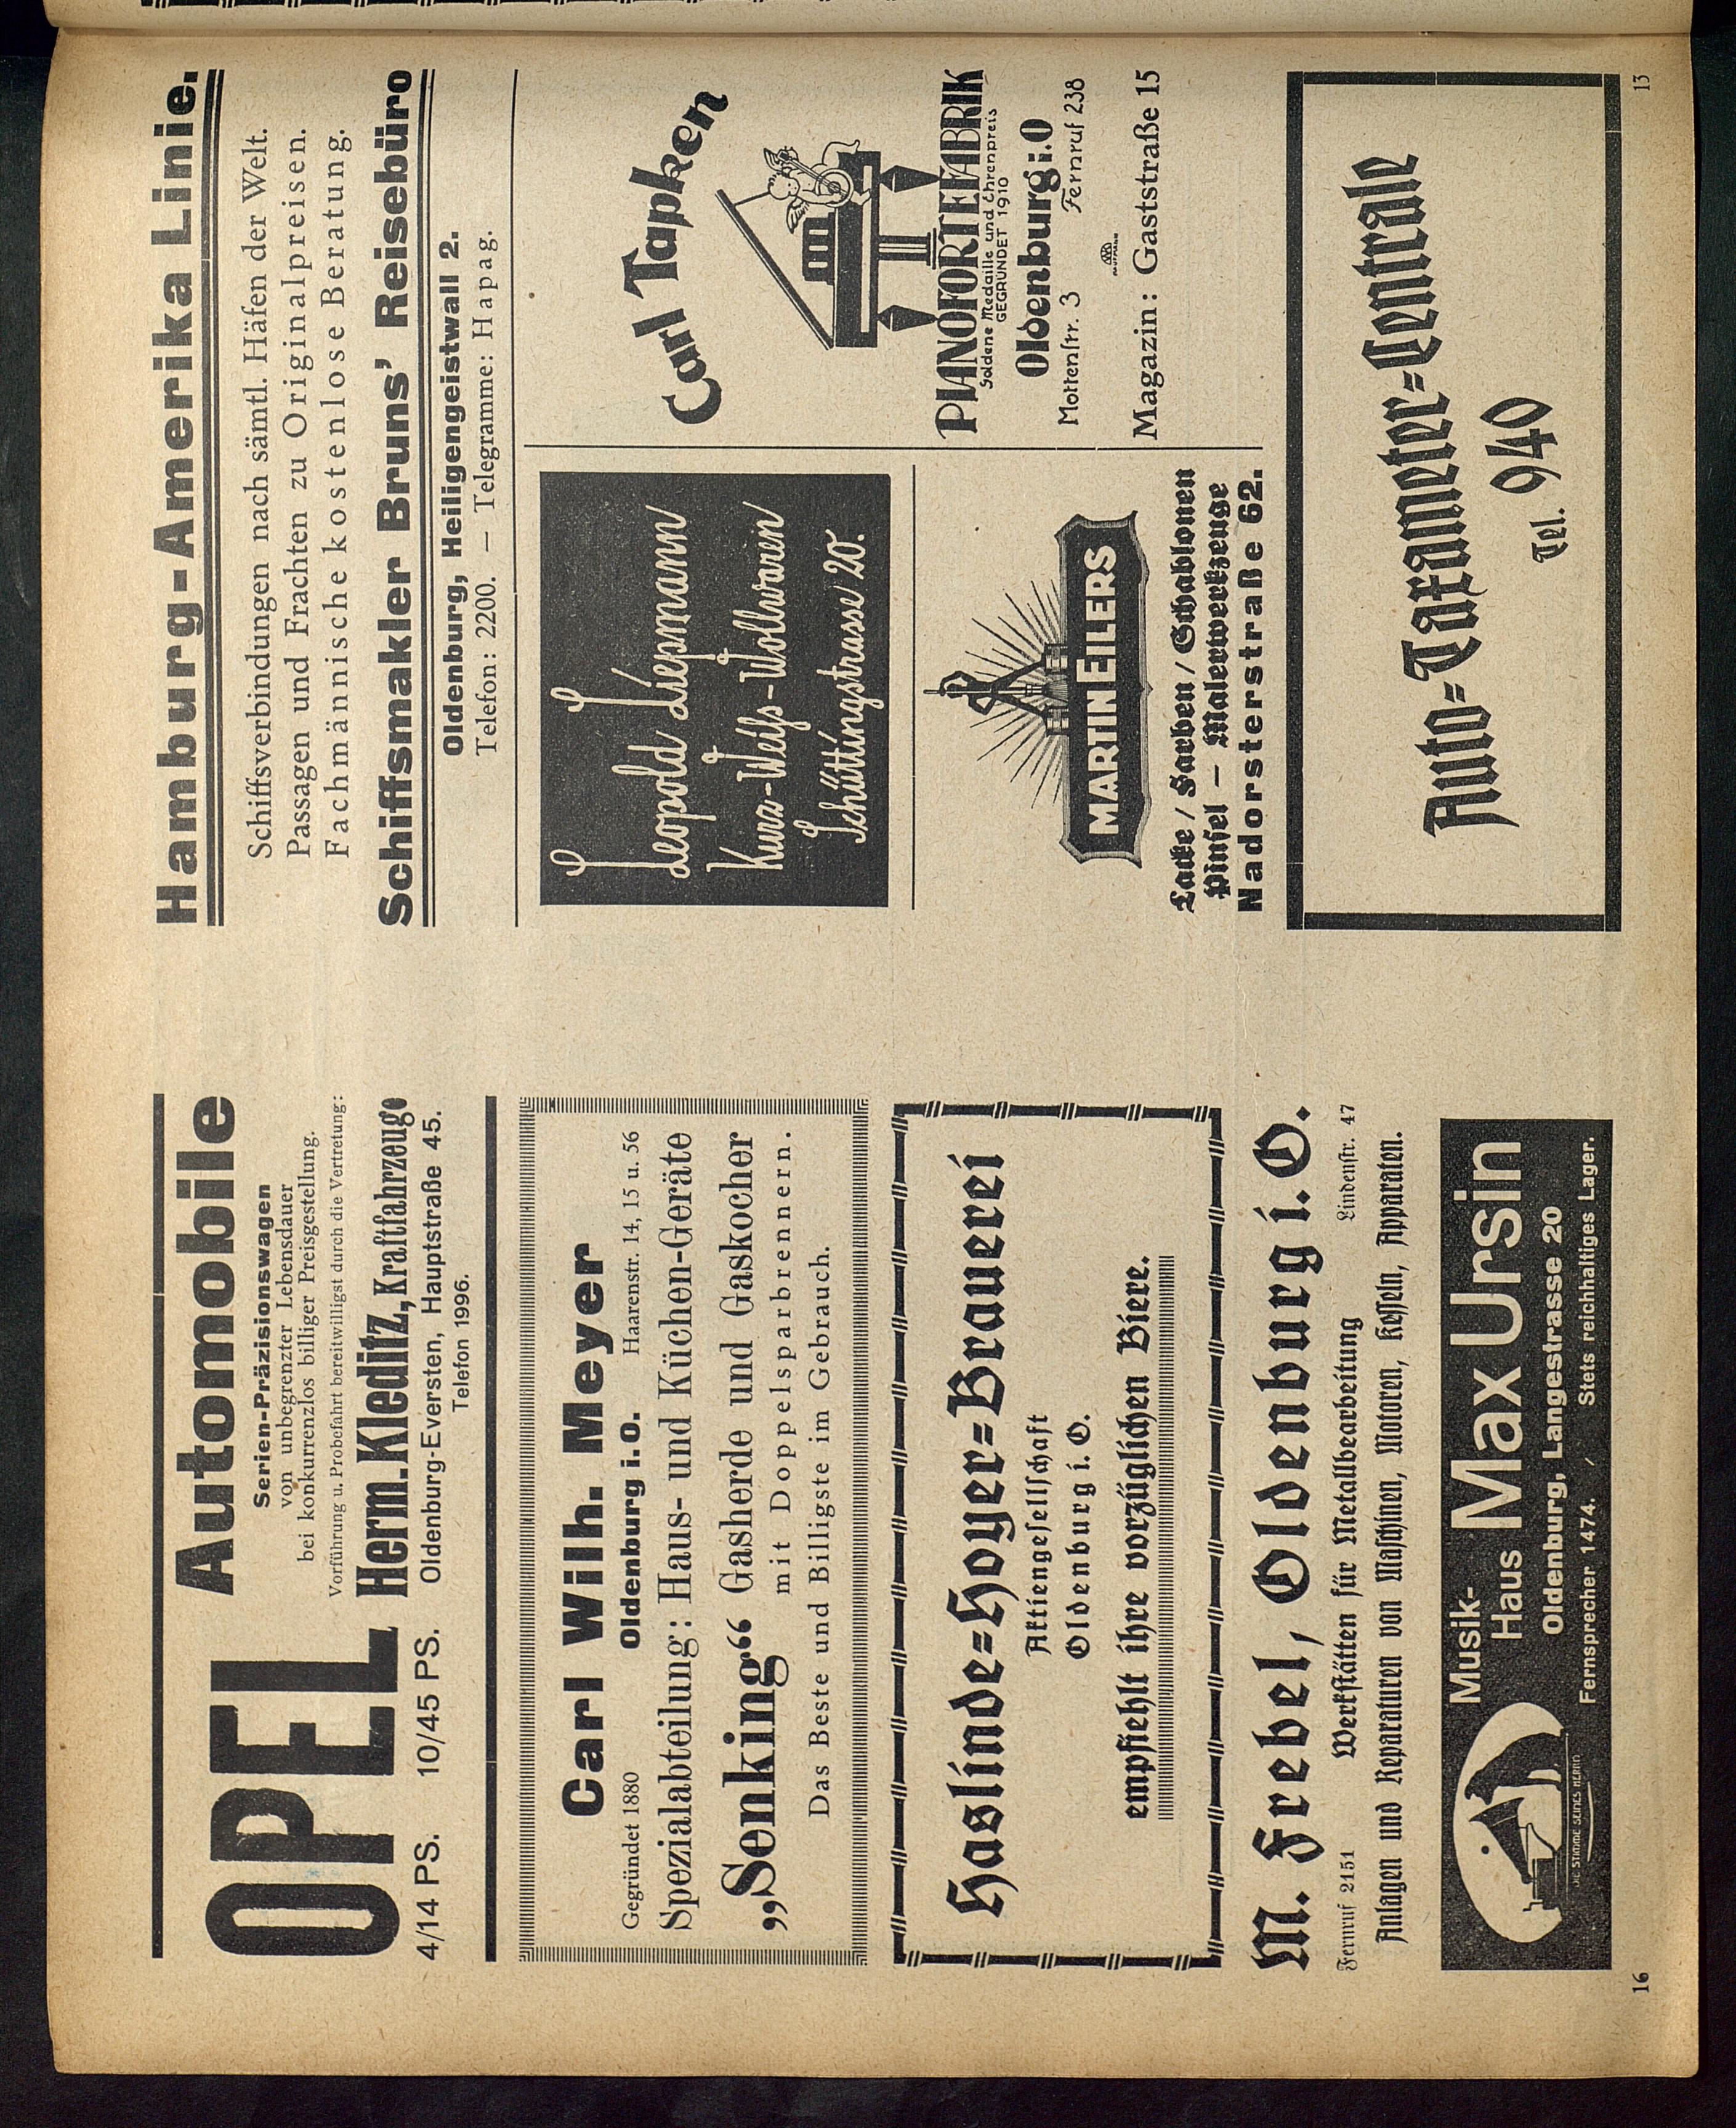 OPEL Automobile
Serien-Präzisionswagen
von unbegrenzter Lebensdauer
bei konkurrenzlos billiger Preisgestellung.
Vorführung u. Probefahrt bereitwilligst durch die Vertretung:
Herm. Kleditz, Kraftfahrzeuge
4/14 PS. 10/45 PS. Oldenburg-Eversten, Hauptstraße 45.
Telefon 1996.
Carl Wilh. Meyer
Gegründet 1880 Oldenburg i. O. Haarenstr. 14, 15 u. 56
Spezialabteilung: Haus- und Küchen-Geräte
„Senking“ Gasherde und Gaskocher
mit Doppelsparbrennern.
Das Beste und Billigste im Gebrauch.
Haslinde-Hoyer-Brauerei
Aktiengesellschaft
Oldenburg i. O.
empfiehlt ihre vorzüglichen Biere.
M. Frebel, Oldenburg i. O.
Fernruf 2151 Werkstätten für Metallbearbeitung Lindenstr. 47
Anlagen und Reparaturen von Maschinen, Motoren, Kesseln, Apparaten.
Musik-
Haus Max Ursin
Oldenburg, Langestrasse 20
Fernsprecher 1474. / Stets reichhaltiges Lager.
DIE STIMME SEINES HERRN
16
Hamburg-Amerika Linie.
Schiffsverbindungen nach sämtl. Häfen der Welt.
Passagen und Frachten zu Originalpreisen.
Fachmännische kostenlose Beratung.
Schiffsmakler Bruns' Reisebüro
Oldenburg, Heiligengeistwall 2.
Telefon: 2200. — Telegramme: Hapag.
Leopold Liepmann
Kurz-Weiß-Wollwaren
Schüttingstrasse 20.
MARTIN EILERS
Lacke / Farben / Schablonen
Pinsel — Malerwerkzeuge
Nadorsterstraße 62.
Carl Tapken
PIANOFORTEFABRIK
Goldene Medaille und Ehrenpreis
GEGRÜNDET 1910
Oldenburg i. O
Mottenstr. 3 Fernruf 238
Magazin: Gaststraße 15
Auto-Taxameter-Centrale
Tel. 940
13